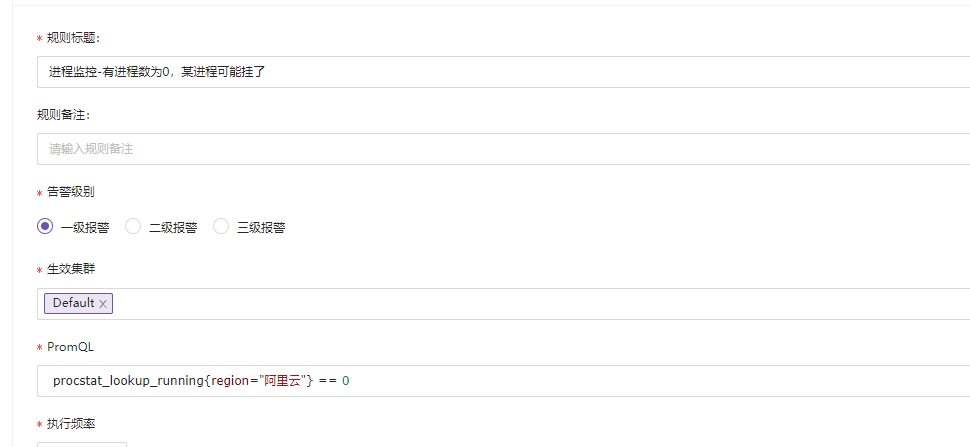 * 规则标题：
进程监控-有进程数为0，某进程可能挂了
规则备注：
请输入规则备注
* 告警级别
一级报警 二级报警 三级报警
* 生效集群
Default ×
* PromQL
procstat_lookup_running{region="阿里云"} == 0
* 执行频率